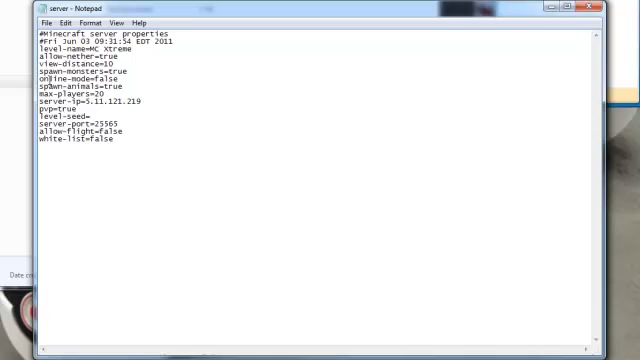 server - Notepad
File Edit Format View Help
#Minecraft server properties
#Fri Jun 03 09:31:54 EDT 2011
level-name=MC Xtreme
allow-nether=true
view-distance=10
spawn-monsters=true
online-mode=false
spawn-animals=true
max-players=20
server-ip=5.11.121.219
pvp=true
level-seed=
server-port=25565
allow-flight=false
white-list=false